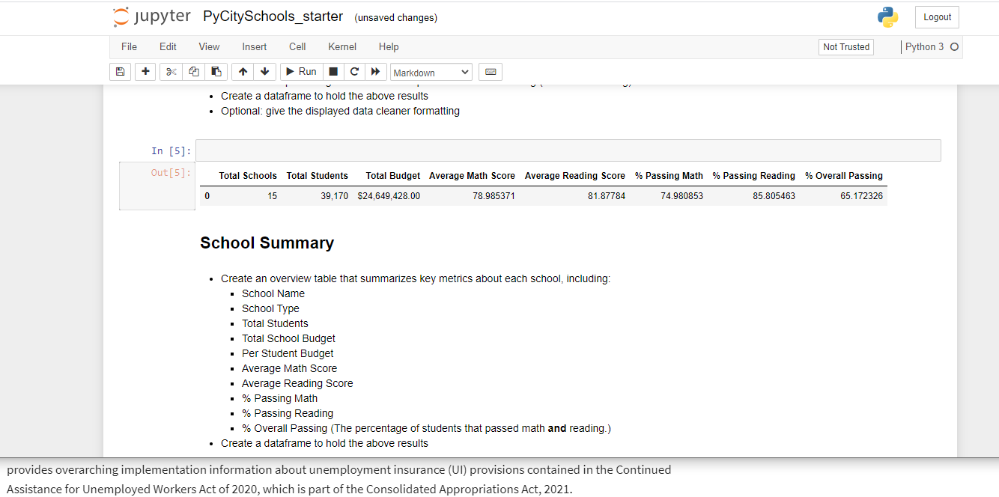 jupyter PyCitySchools_starter (unsaved changes) Logout
File Edit View Insert Cell Kernel Help Not Trusted Python 3
Run Markdown
Create a dataframe to hold the above results
Optional: give the displayed data cleaner formatting
In [5]:
Out[5]:
Total Schools Total Students Total Budget Average Math Score Average Reading Score % Passing Math % Passing Reading % Overall Passing
0 15 39,170 $24,649,428.00 78.985371 81.87784 74.980853 85.805463 65.172326
School Summary
Create an overview table that summarizes key metrics about each school, including:
School Name
School Type
Total Students
Total School Budget
Per Student Budget
Average Math Score
Average Reading Score
% Passing Math
% Passing Reading
% Overall Passing (The percentage of students that passed math and reading.)
Create a dataframe to hold the above results
provides overarching implementation information about unemployment insurance (UI) provisions contained in the Continued
Assistance for Unemployed Workers Act of 2020, which is part of the Consolidated Appropriations Act, 2021.